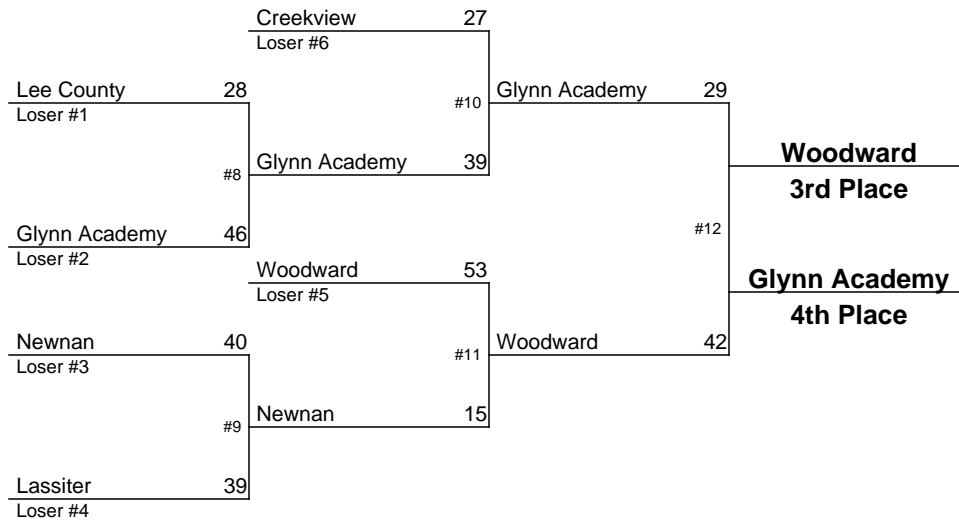 Creekview 27
Loser #6
Lee County 28
Loser #1
#10
Glynn Academy 29
Glynn Academy 39
#8
Woodward
3rd Place
Glynn Academy 46
Loser #2
#12
Woodward 53
Loser #5
Glynn Academy
4th Place
Newnan 40
Loser #3
#11
Woodward 42
Newnan 15
#9
Lassiter 39
Loser #4